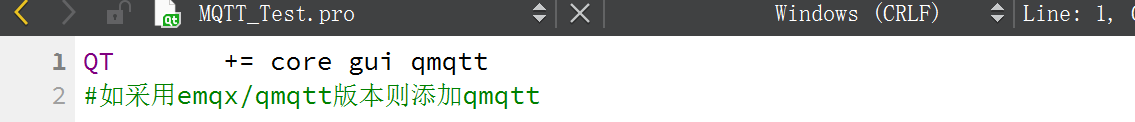 MQTT_Test.pro Windows (CRLF) Line: 1,
1 QT += core gui qmqtt
2 #如采用emqx/qmqtt版本则添加qmqtt